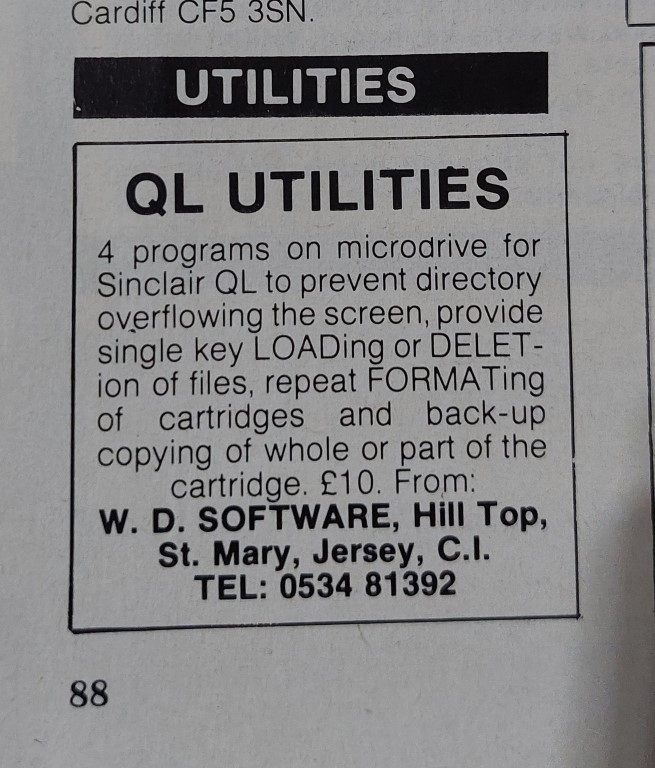 Cardiff CF5 3SN.
UTILITIES
QL UTILITIES
4 programs on microdrive for
Sinclair QL to prevent directory
overflowing the screen, provide
single key LOADing or DELET-
ion of files, repeat FORMATing
of cartridges and back-up
copying of whole or part of the
cartridge. £10. From:
W. D. SOFTWARE, Hill Top,
St. Mary, Jersey, C.I.
TEL: 0534 81392
88